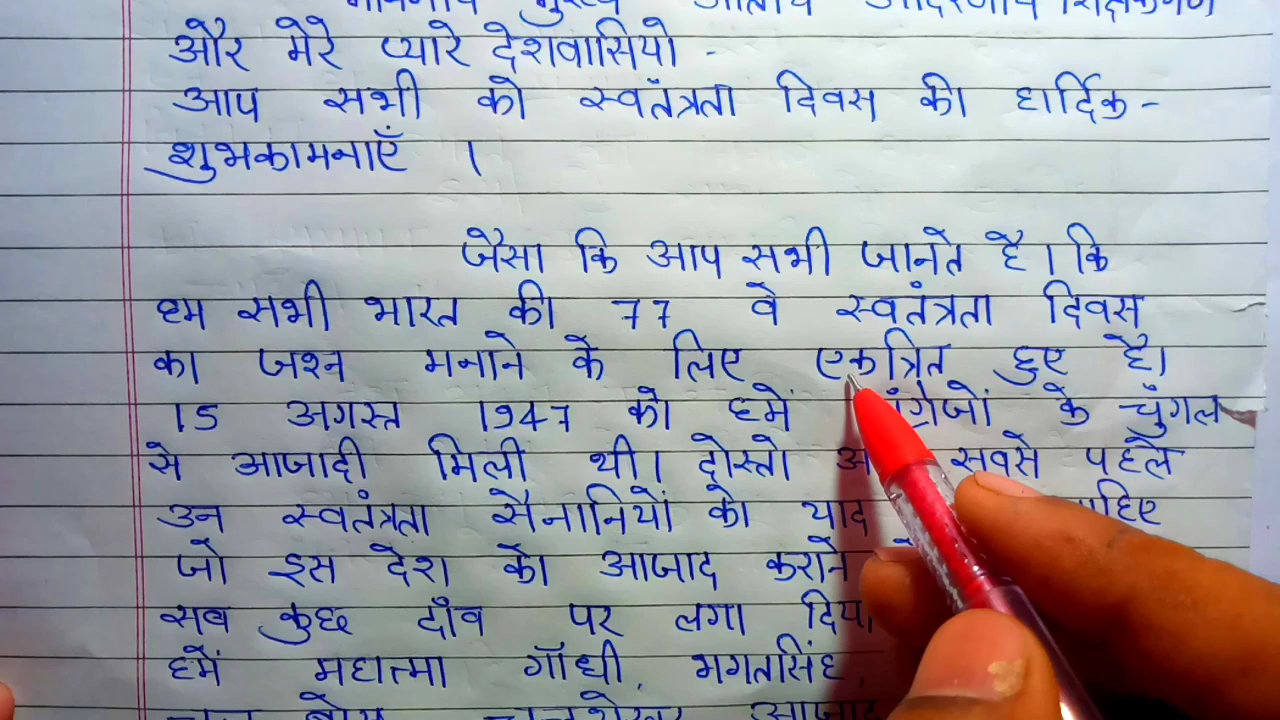 और मेरे प्यारे देशवासियो -
आप सभी को स्वतंत्रता दिवस की हार्दिक -
शुभकामनाएँ ।
जैसा कि आप सभी जानते है । कि
हम सभी भारत की 77 वे स्वतंत्रता दिवस
का जश्न मनाने के लिए एकत्रित हुए है।
15 अगस्त 1947 को हमें अंग्रेजों के चुंगल
से आजादी मिली थी। दोस्तो सबसे पहले
उन स्वतंत्रता सैनानियों को याद
जो इस देश को आजाद कराने
सब कुछ दाँव पर लगा दिया
हमें महात्मा गाँधी, भगतसिंह,
आजाद